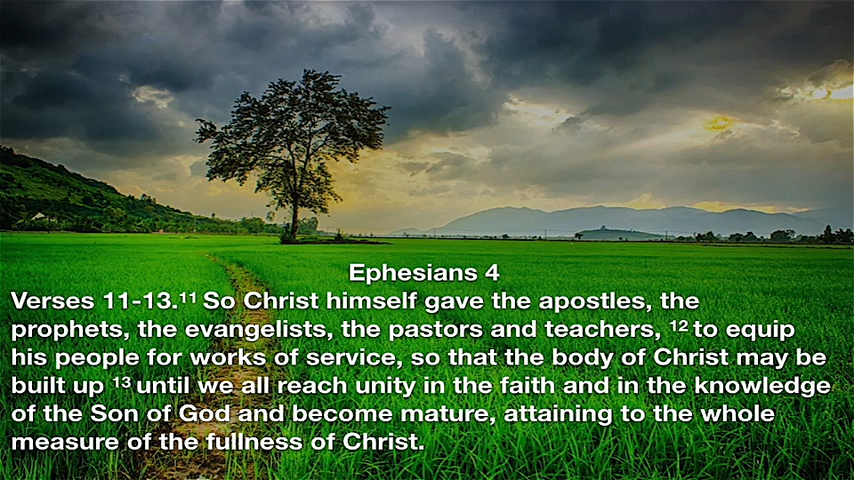 Ephesians 4
Verses 11-13.¹¹ So Christ himself gave the apostles, the
prophets, the evangelists, the pastors and teachers, ¹² to equip
his people for works of service, so that the body of Christ may be
built up ¹³ until we all reach unity in the faith and in the knowledge
of the Son of God and become mature, attaining to the whole
measure of the fullness of Christ.